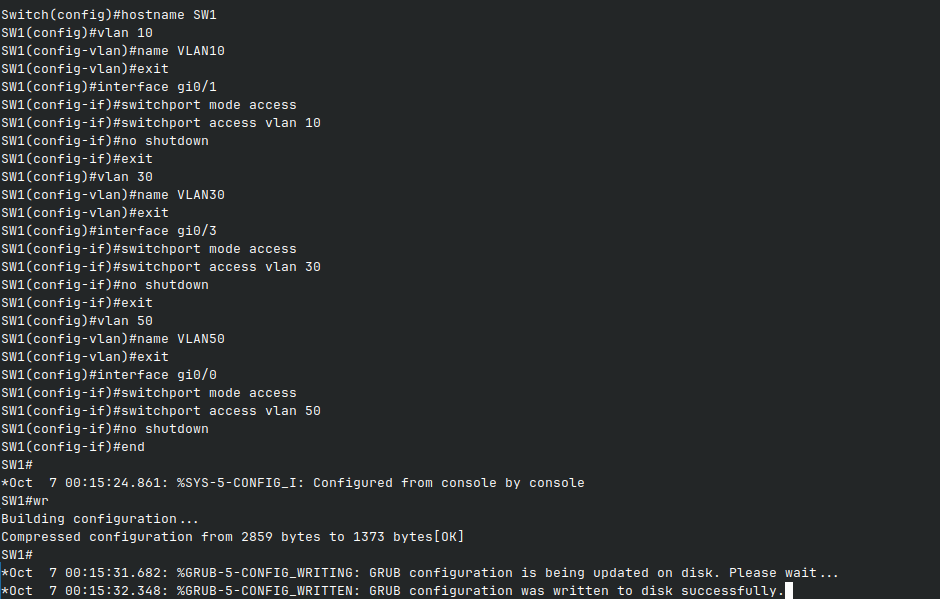 Switch(config)#hostname SW1
SW1(config)#vlan 10
SW1(config-vlan)#name VLAN10
SW1(config-vlan)#exit
SW1(config)#interface gi0/1
SW1(config-if)#switchport mode access
SW1(config-if)#switchport access vlan 10
SW1(config-if)#no shutdown
SW1(config-if)#exit
SW1(config)#vlan 30
SW1(config-vlan)#name VLAN30
SW1(config-vlan)#exit
SW1(config)#interface gi0/3
SW1(config-if)#switchport mode access
SW1(config-if)#switchport access vlan 30
SW1(config-if)#no shutdown
SW1(config-if)#exit
SW1(config)#vlan 50
SW1(config-vlan)#name VLAN50
SW1(config-vlan)#exit
SW1(config)#interface gi0/0
SW1(config-if)#switchport mode access
SW1(config-if)#switchport access vlan 50
SW1(config-if)#no shutdown
SW1(config-if)#end
SW1#
*Oct  7 00:15:24.861: %SYS-5-CONFIG_I: Configured from console by console
SW1#wr
Building configuration...
Compressed configuration from 2859 bytes to 1373 bytes[OK]
SW1#
*Oct  7 00:15:31.682: %GRUB-5-CONFIG_WRITING: GRUB configuration is being updated on disk. Please wait...
*Oct  7 00:15:32.348: %GRUB-5-CONFIG_WRITTEN: GRUB configuration was written to disk successfully.